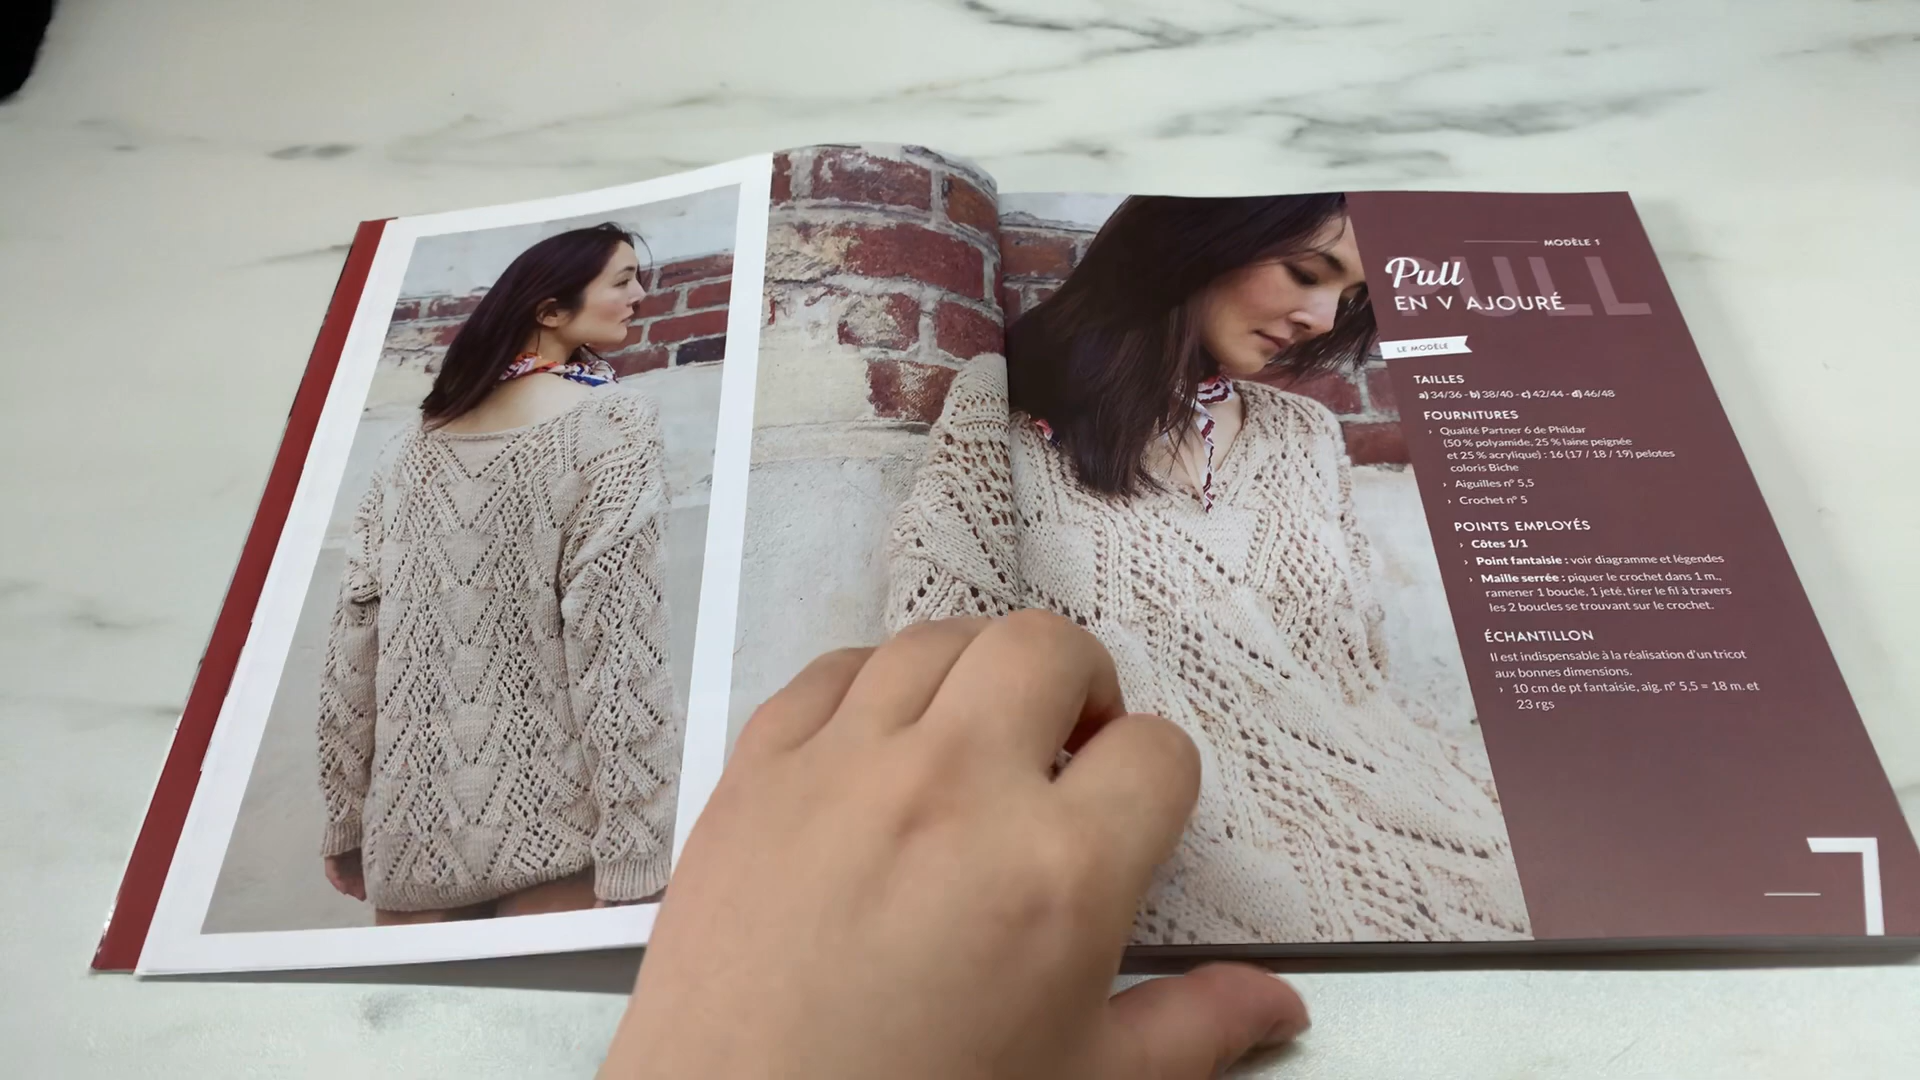 MODÈLE 1
PULL
Pull
EN V AJOURÉ
LE MODÈLE
TAILLES
a) 34/36 - b) 38/40 - c) 42/44 - d) 46/48
FOURNITURES
› Qualité Partner 6 de Phildar
(50 % polyamide, 25 % laine peignée
et 25 % acrylique) : 16 (17 / 18 / 19) pelotes
coloris Biche
› Aiguilles n° 5,5
› Crochet n° 5
POINTS EMPLOYÉS
› Côtes 1/1
› Point fantaisie : voir diagramme et légendes
› Maille serrée : piquer le crochet dans 1 m.,
ramener 1 boucle, 1 jeté, tirer le fil à travers
les 2 boucles se trouvant sur le crochet.
ÉCHANTILLON
Il est indispensable à la réalisation d'un tricot
aux bonnes dimensions.
› 10 cm de pt fantaisie, aig. n° 5,5 = 18 m. et
23 rgs